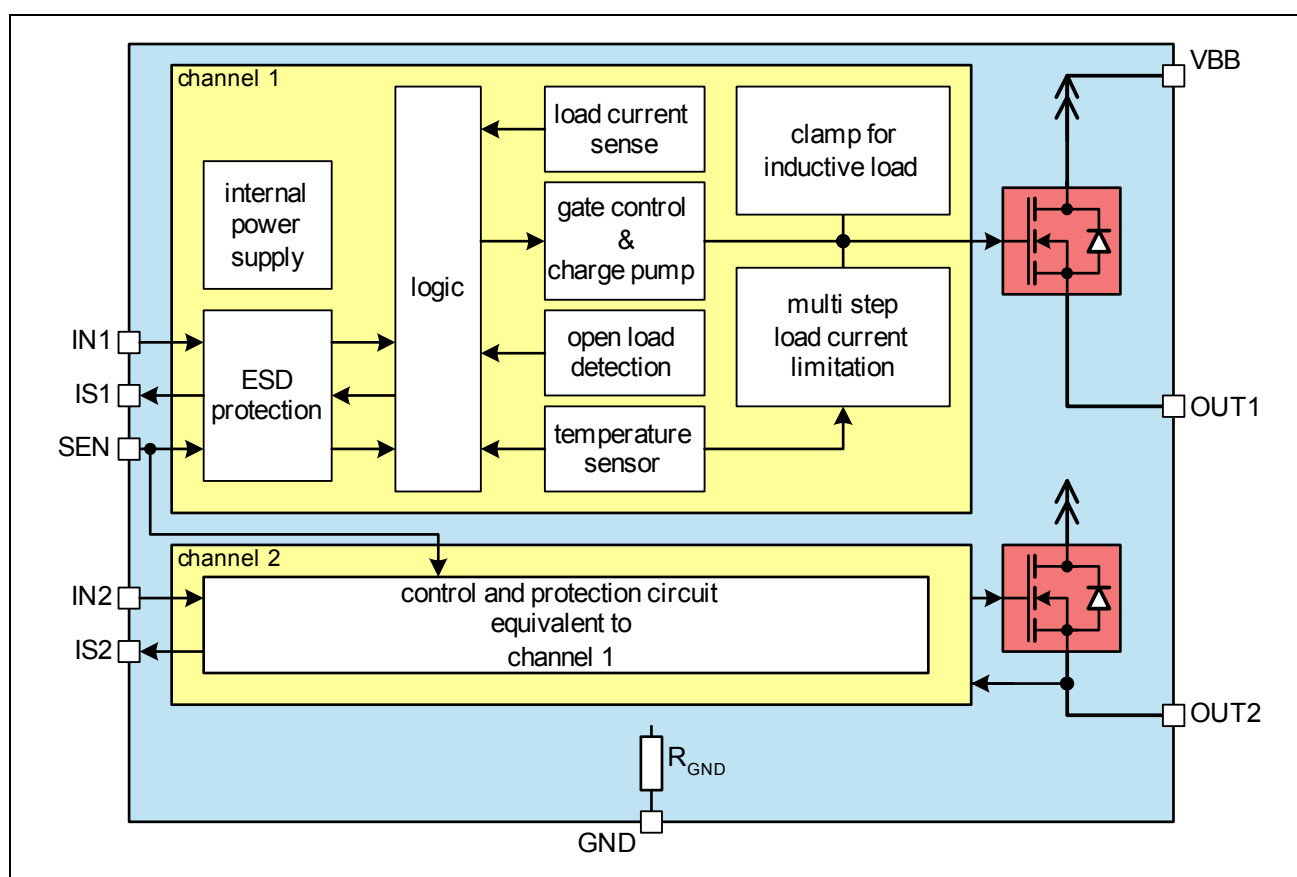 channel 1
VBB
load current
sense
clamp for
inductive load
internal
power
supply
gate control
&
charge pump
logic
multi step
load current
limitation
IN1
open load
detection
ESD
protection
IS1
OUT1
SEN
temperature
sensor
channel 2
IN2
control and protection circuit
equivalent to
channel 1
IS2
OUT2
RGND
GND